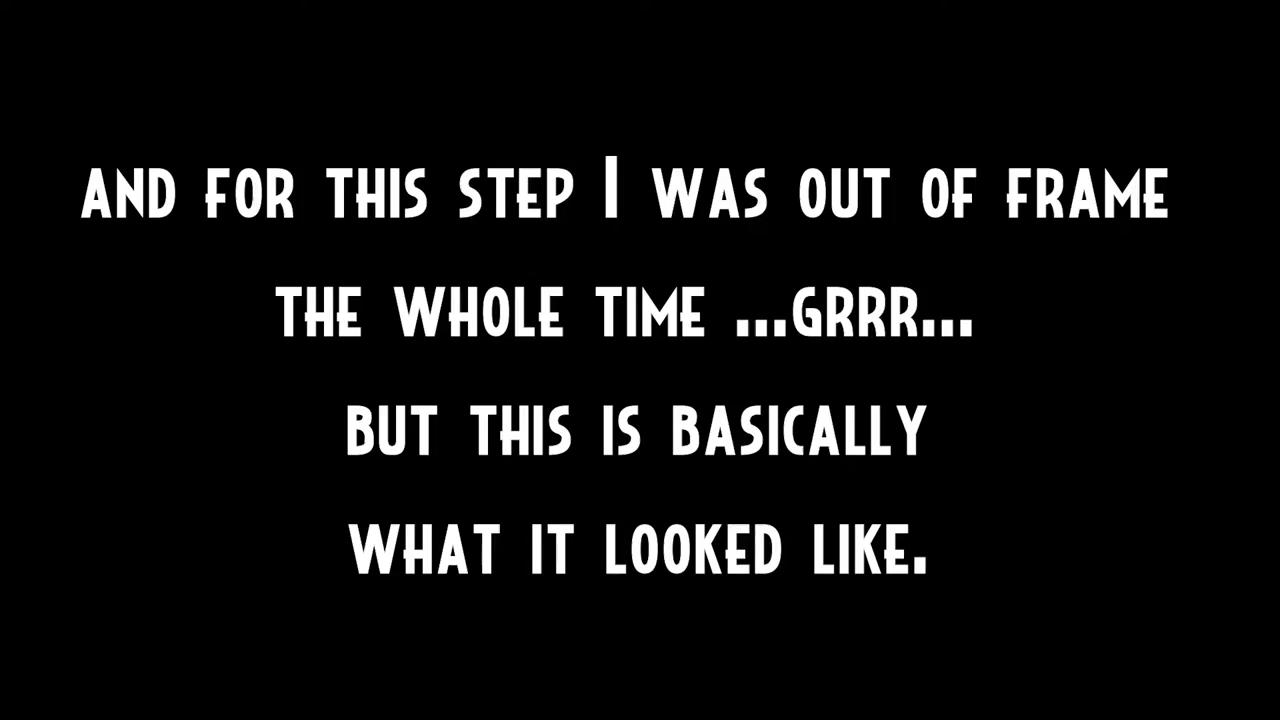 AND FOR THIS STEP I WAS OUT OF FRAME
THE WHOLE TIME ...GRRR...
BUT THIS IS BASICALLY
WHAT IT LOOKED LIKE.